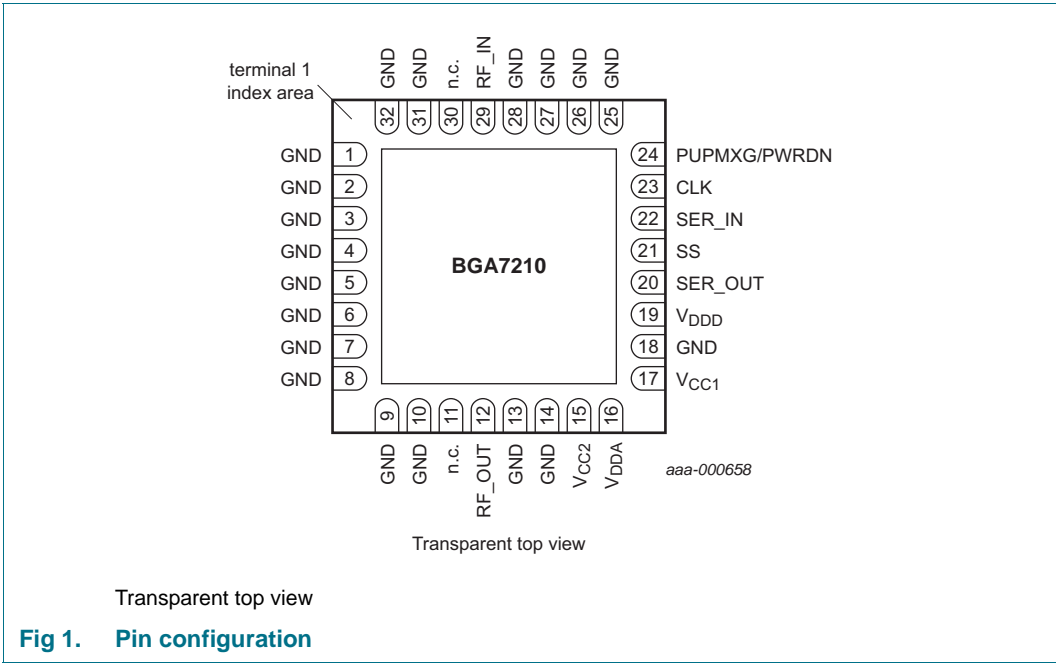 terminal 1
index area
GND
GND
n.c.
RF_IN
GND
GND
GND
GND
32
31
30
29
28
27
26
25
GND 1
GND 2
GND 3
GND 4
GND 5
GND 6
GND 7
GND 8
BGA7210
24 PUPMXG/PWRDN
23 CLK
22 SER_IN
21 SS
20 SER_OUT
19 VDDD
18 GND
17 VCC1
9
10
11
12
13
14
15
16
GND
GND
n.c.
RF_OUT
GND
GND
VCC2
VDDA
aaa-000658
Transparent top view
Transparent top view
Fig 1. Pin configuration